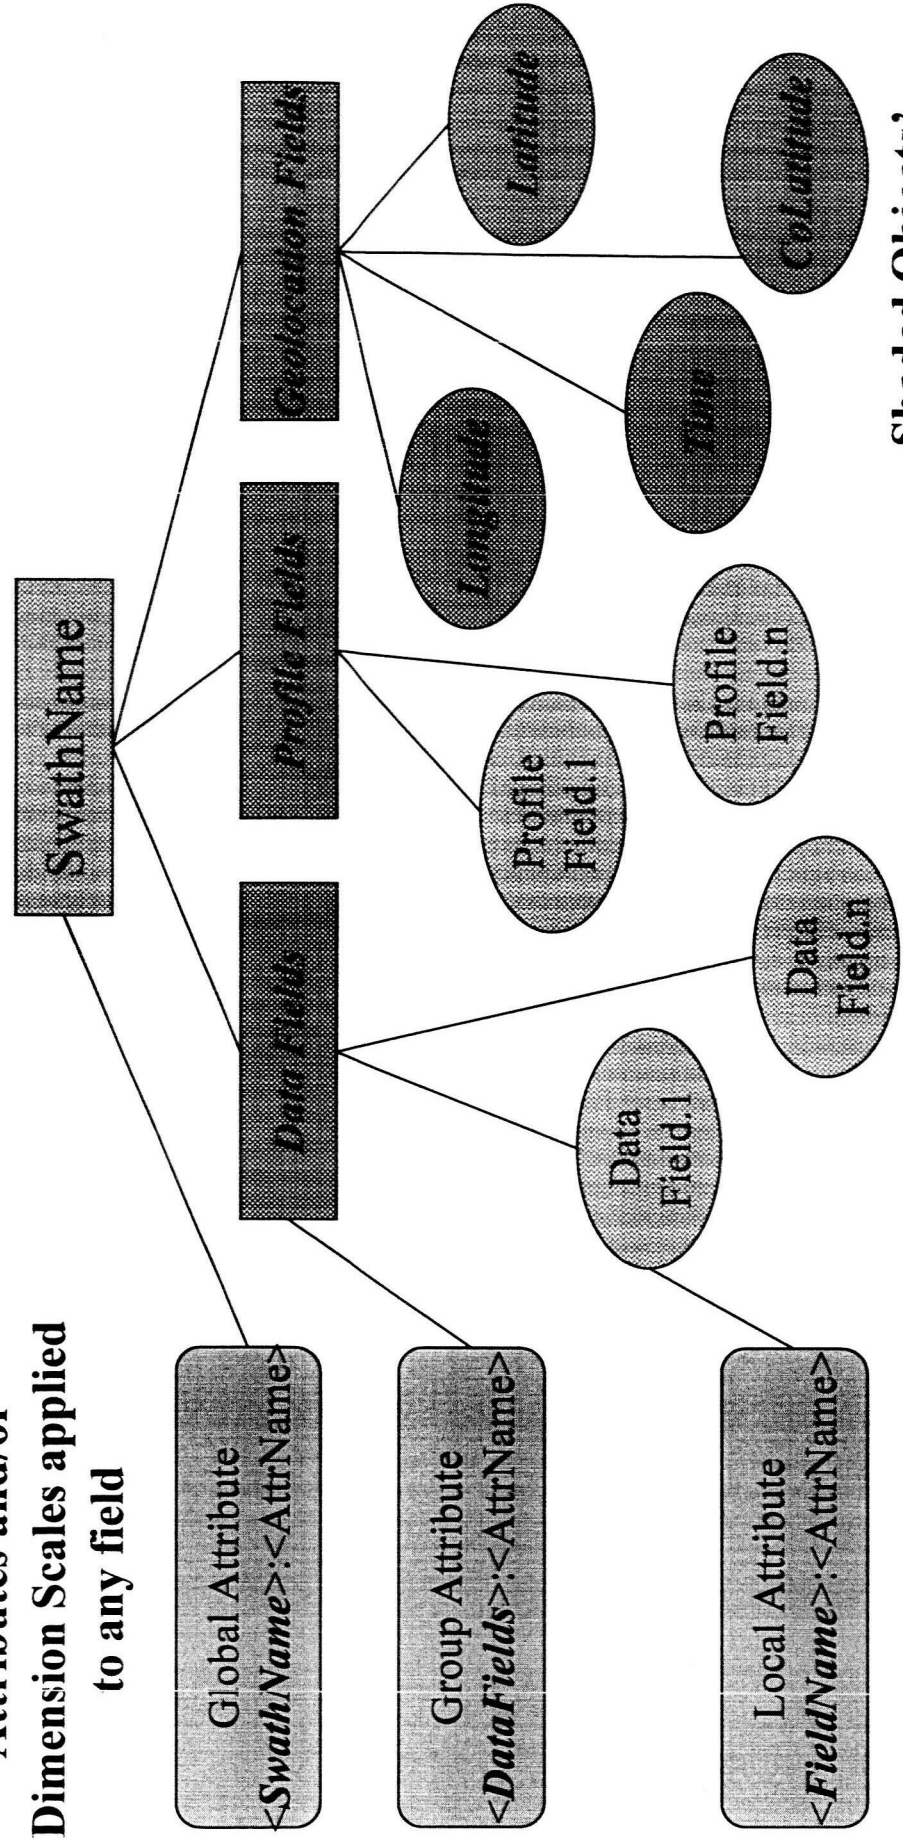 Attributes and/or
Dimension Scales applied
to any field
SwathName
Data Fields
Profile Fields
Geolocation Fields
Global Attribute
<SwathName>:<AttrName>
Group Attribute
<DataFields>:<AttrName>
Local Attribute
<FieldName>:<AttrName>
Data
Field.1
Data
Field.n
Profile
Field.1
Profile
Field.n
Longitude
Time
CoLatitude
Latitude
Shaded Object